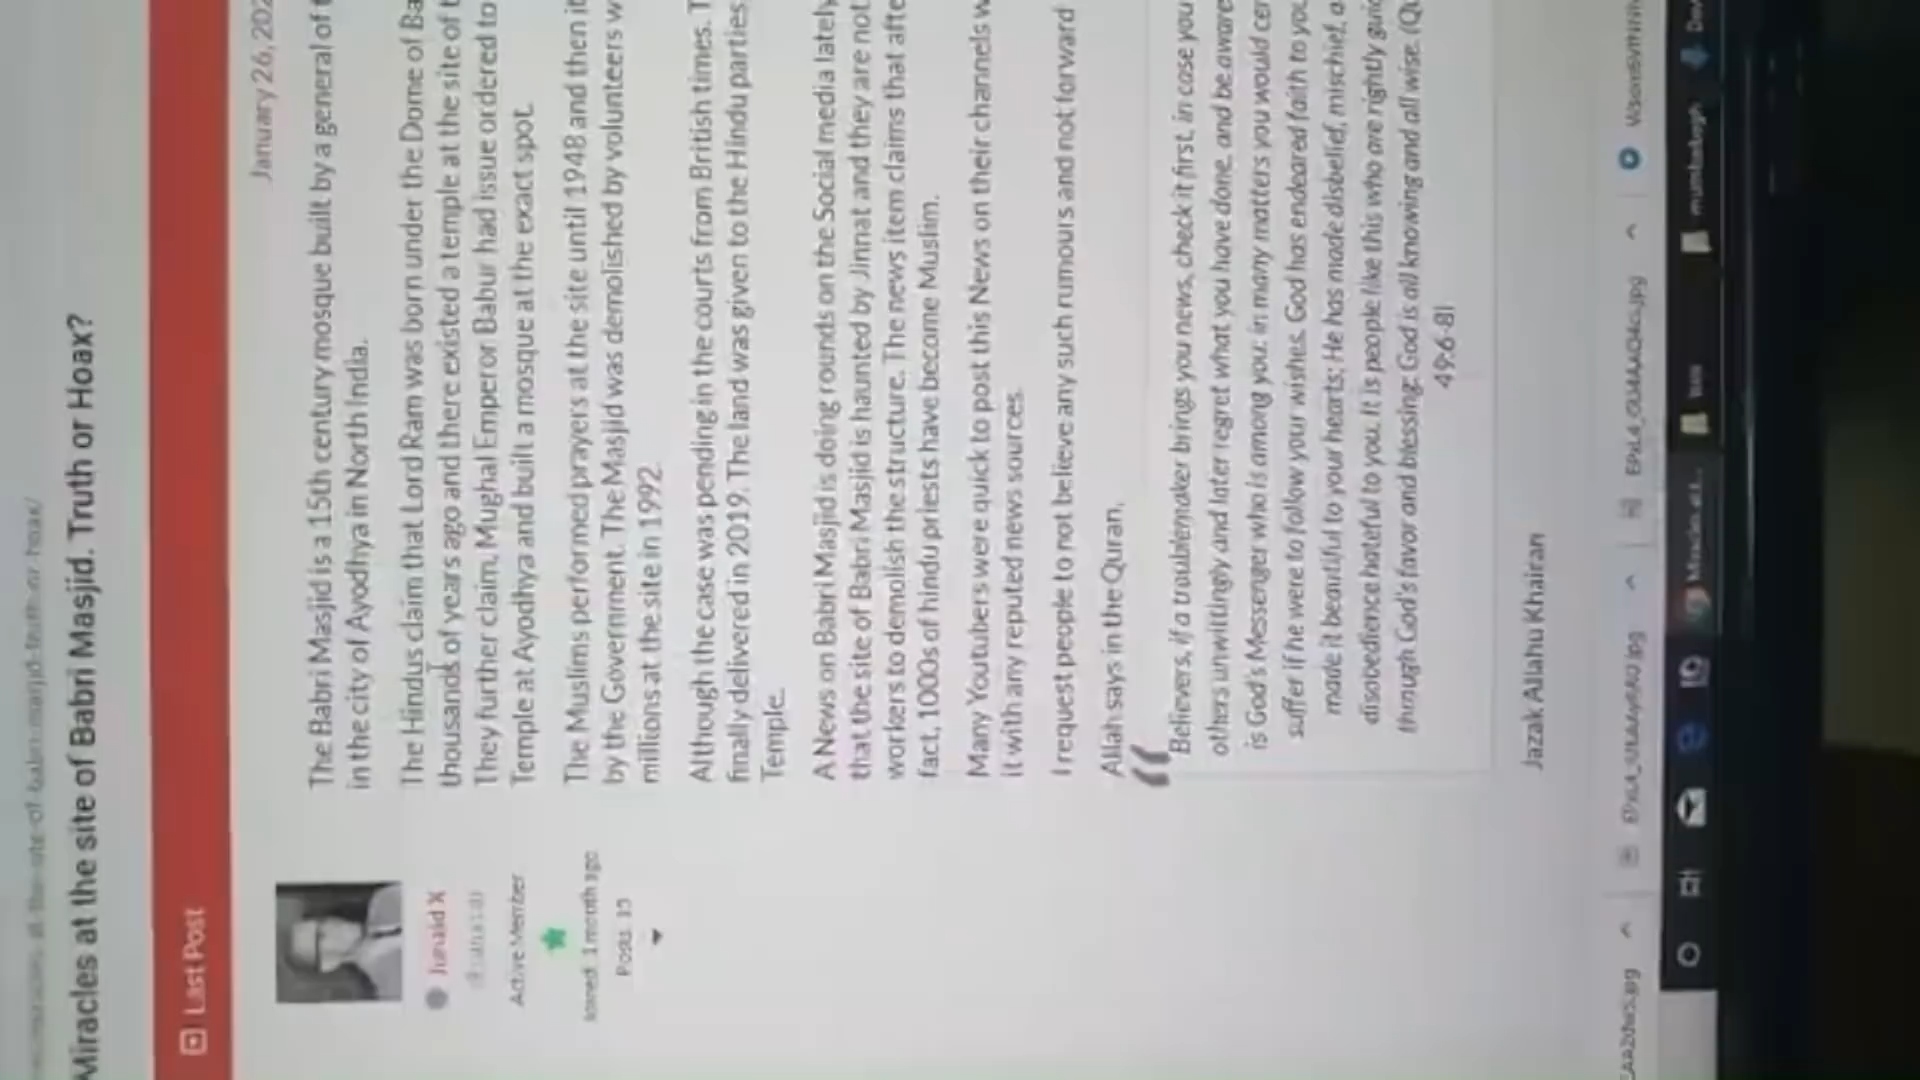 Miracles at the site of Babri Masjid. Truth or Hoax?
Last Post
January 26, 202
Junaid X
Active Member
Joined: 1 month ago
Posts: 15
The Babri Masjid is a 15th century mosque built by a general of
in the city of Ayodhya in North India.
The Hindus claim that Lord Ram was born under the Dome of Ba
thousands of years ago and there existed a temple at the site of t
They further claim, Mughal Emperor Babur had issue ordered to
Temple at Ayodhya and built a mosque at the exact spot.
The Muslims performed prayers at the site until 1948 and then it
by the Government. The Masjid was demolished by volunteers w
millions at the site in 1992
Although the case was pending in the courts from British times. T
finally delivered in 2019. The land was given to the Hindu parties
Temple.
A News on Babri Masjid is doing rounds on the Social media lately
that the site of Babri Masjid is haunted by Jinnat and they are not
workers to demolish the structure. The news item claims that afte
fact, 1000s of hindu priests have become Muslim.
Many Youtubers were quick to post this News on their channels w
it with any reputed news sources.
I request people to not believe any such rumours and not forward
Allah says in the Quran,
Believers, if a troublemaker brings you news, check it first, in case you
others unwittingly and later regret what you have done, and be aware
is God's Messenger who is among you: in many matters you would cer
suffer if he were to follow your wishes. God has endeared faith to you
made it beautiful to your hearts; He has made disbelief, mischief, a
disobedience hateful to you. It is people like this who are rightly guid
through God's favor and blessing: God is all knowing and all wise. (Qu
49:6-8)
Jazak Allahu Khairan